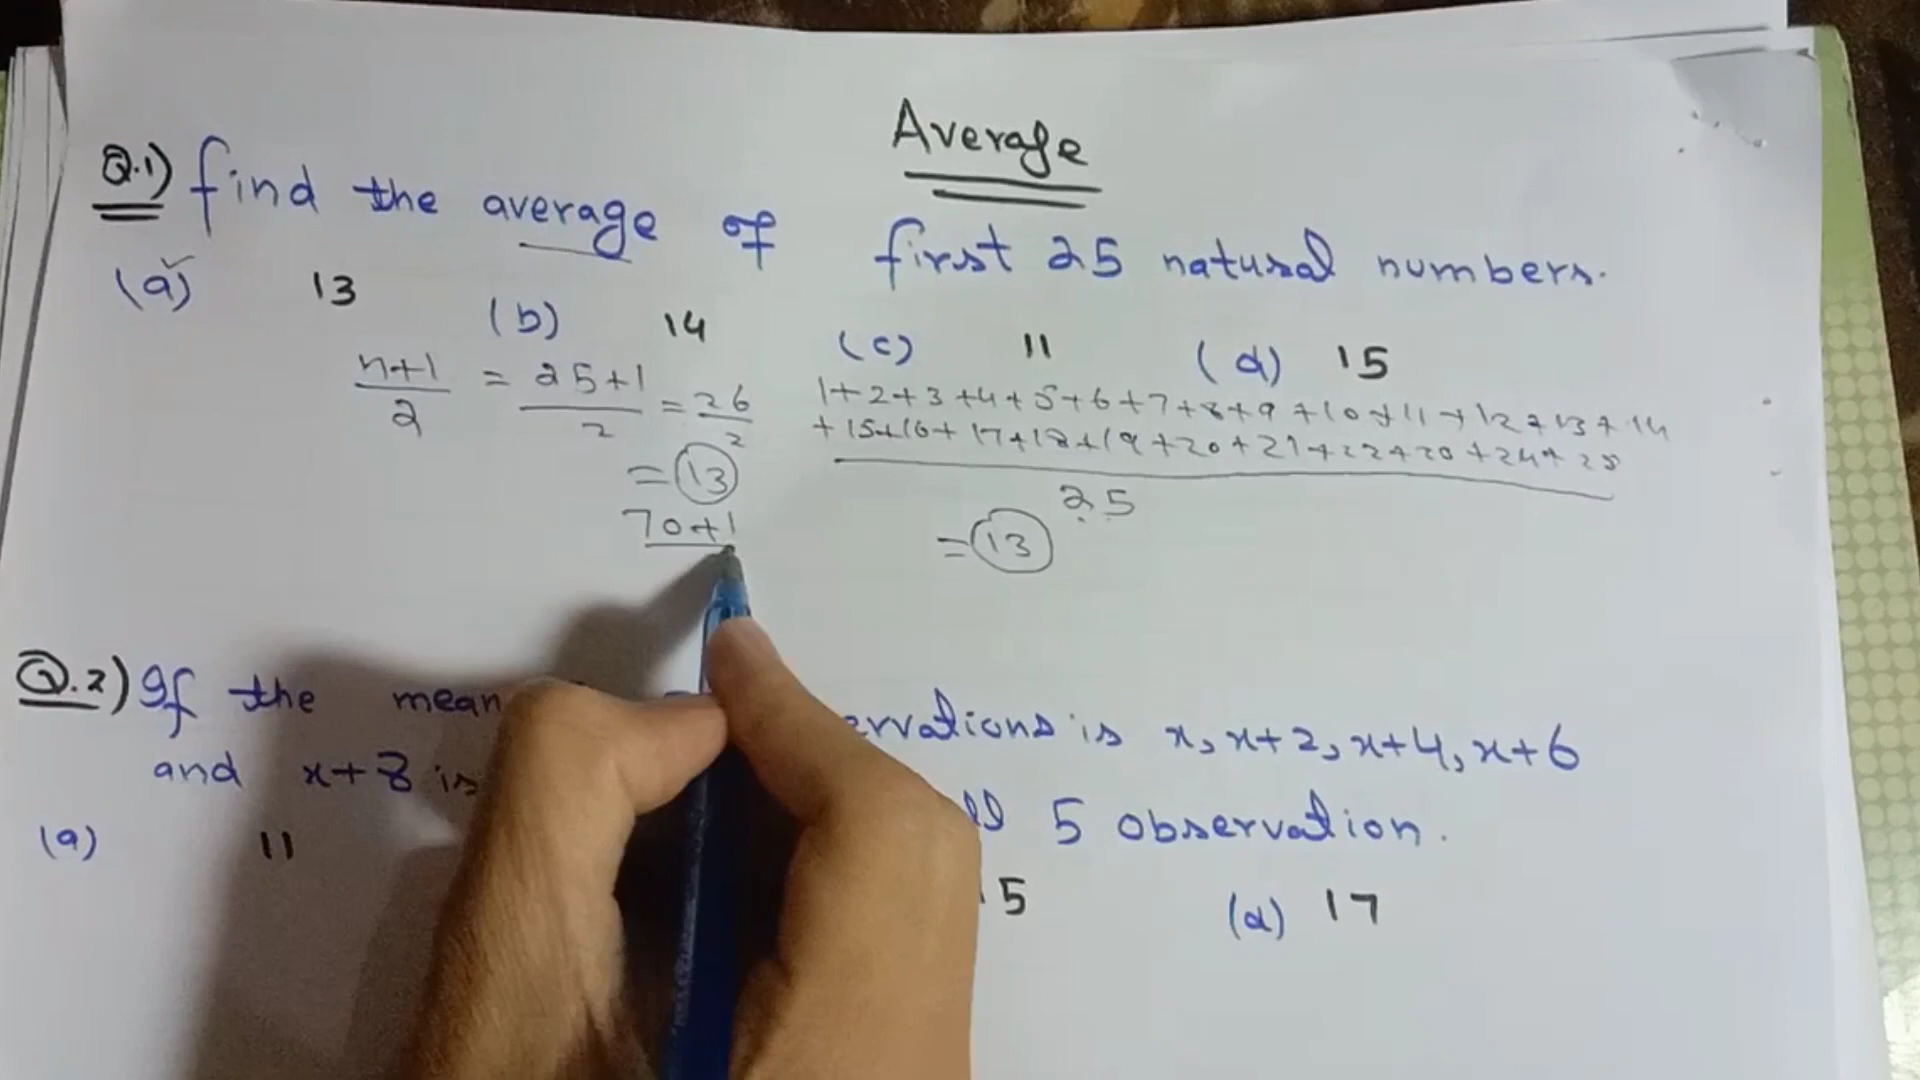 Average
Q.1) find the average of first 25 natural numbers.
(a) 13 (b) 14 (c) 11 (d) 15
n+1/2 = 25+1/2 = 26/2
= 13
70+1
1+2+3+4+5+6+7+8+9+10+11+12+13+14
+15+16+17+18+19+20+21+22+20+24+25
25
= 13
Q.2) If the mean ervations is x, x+2, x+4, x+6
and x+8 is 5 observation.
(a) 11 15 (d) 17